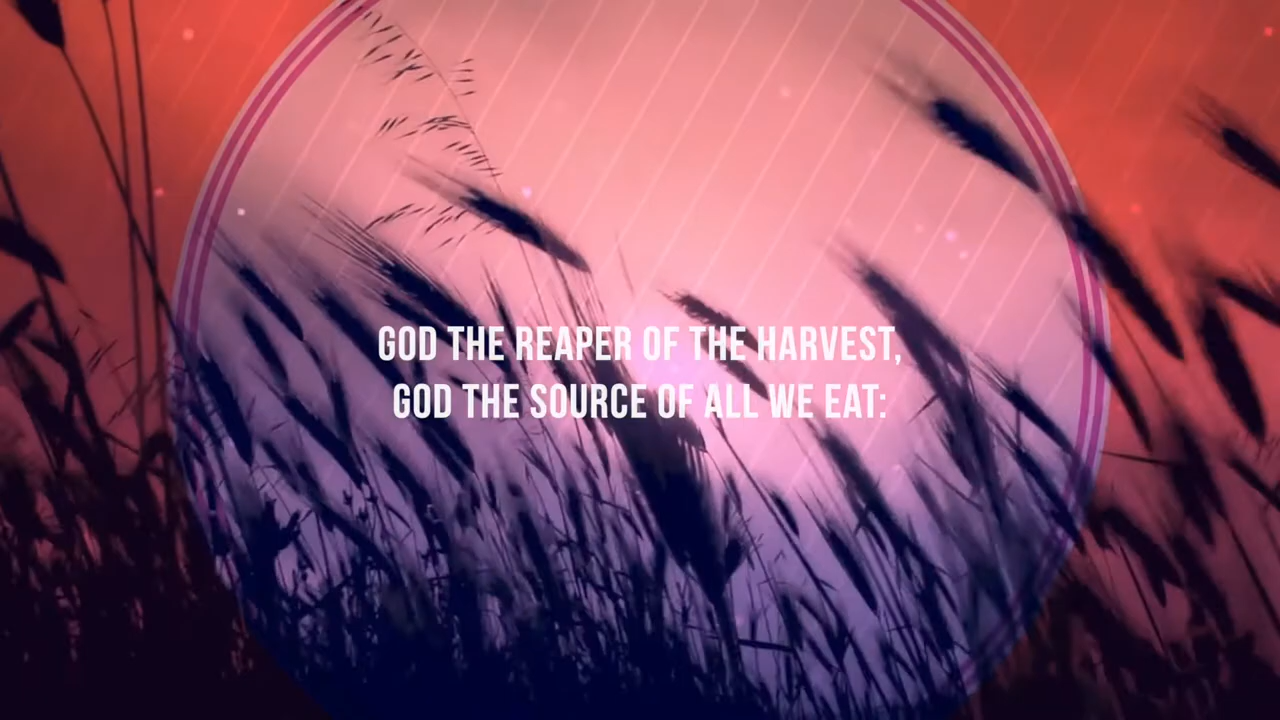 GOD THE REAPER OF THE HARVEST,
GOD THE SOURCE OF ALL WE EAT: